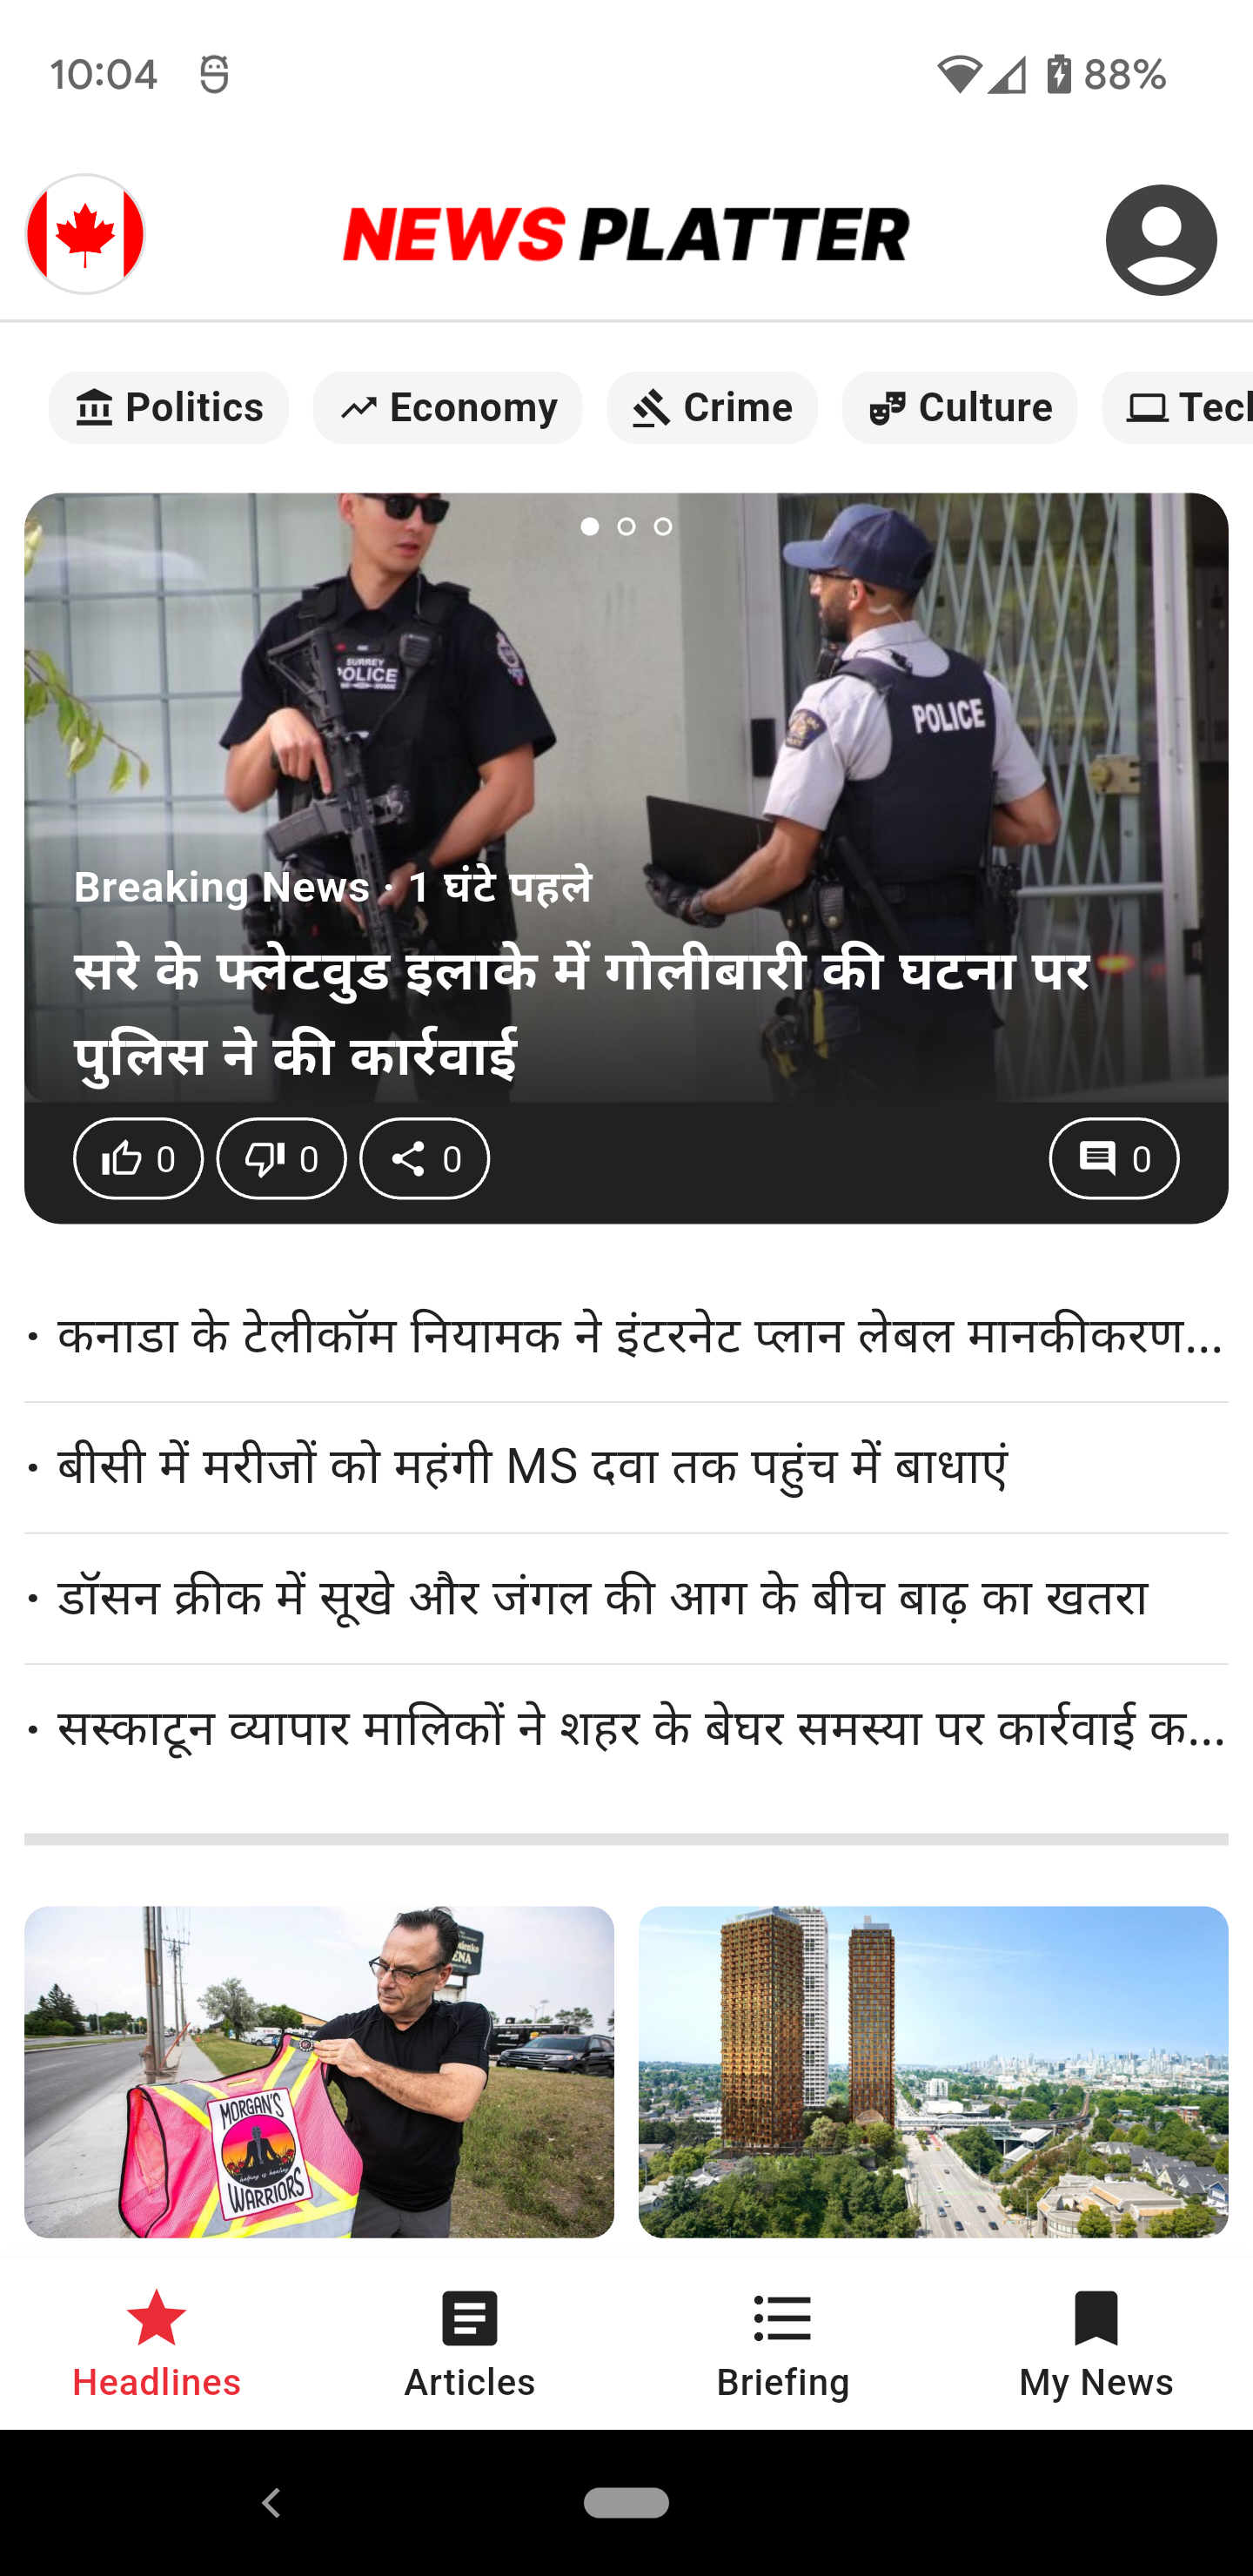 10:04
88%
NEWS PLATTER
Politics
Economy
Crime
Culture
Tecl
SURREY
POLICE
POLICE
Breaking News · 1 घंटे पहले
सरे के फ्लेटवुड इलाके में गोलीबारी की घटना पर
पुलिस ने की कार्रवाई
0
0
0
0
· कनाडा के टेलीकॉम नियामक ने इंटरनेट प्लान लेबल मानकीकरण...
· बीसी में मरीजों को महंगी MS दवा तक पहुंच में बाधाएं
· डॉसन क्रीक में सूखे और जंगल की आग के बीच बाढ़ का खतरा
· सस्काटून व्यापार मालिकों ने शहर के बेघर समस्या पर कार्रवाई क...
MORGAN'S
WARRIORS
Headlines
Articles
Briefing
My News